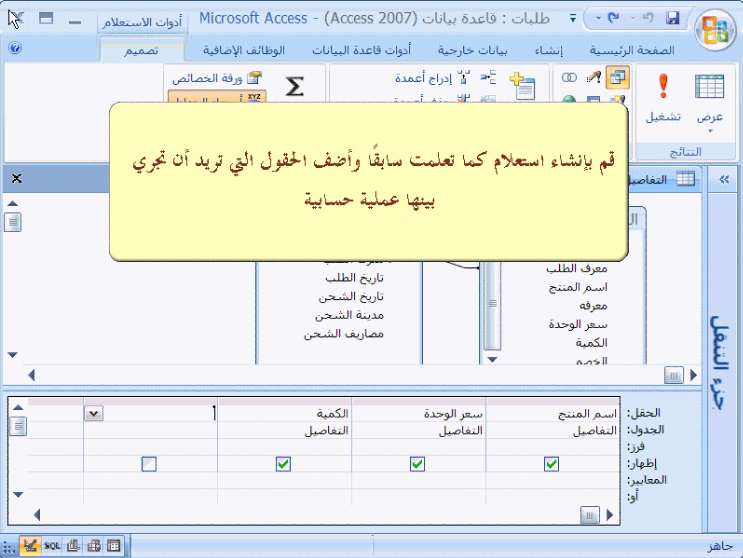 طلبات : قاعدة بيانات (Access 2007) - Microsoft Access
أدوات الاستعلام
الصفحة الرئيسية
إنشاء
بيانات خارجية
أدوات قاعدة البيانات
الوظائف الإضافية
تصميم
عرض
تشغيل
النتائج
إدراج أعمدة
ورقة الخصائص
قم بإنشاء استعلام كما تعلمت سابقًا وأضف الحقول التي تريد أن تجري
بينها عملية حسابية
جزء التنقل
معرف الطلب
اسم المنتج
معرفه
سعر الوحدة
الكمية
الخصم
تاريخ الطلب
تاريخ الشحن
مدينة الشحن
مصاريف الشحن
الحقل: اسم المنتج سعر الوحدة الكمية
الجدول: التفاصيل التفاصيل التفاصيل
فرز:
إظهار:
المعايير:
أو:
جاهز
SQL